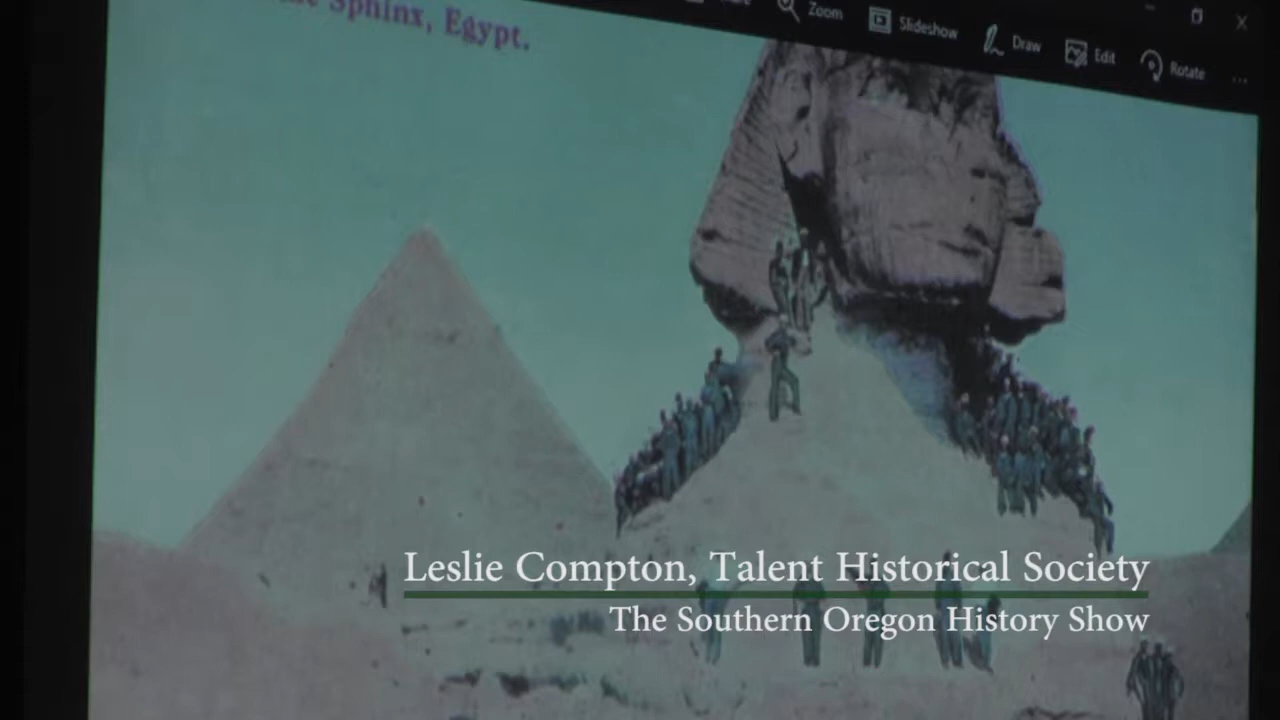 Sphinx, Egypt.
Zoom
Slideshow
Draw
Edit
Rotate
...
Leslie Compton, Talent Historical Society
The Southern Oregon History Show